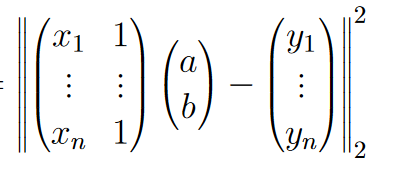 = ‖ ( x₁ 1 ⋮ ⋮ xₙ 1 ) ( a b ) − ( y₁ ⋮ yₙ ) ‖₂²